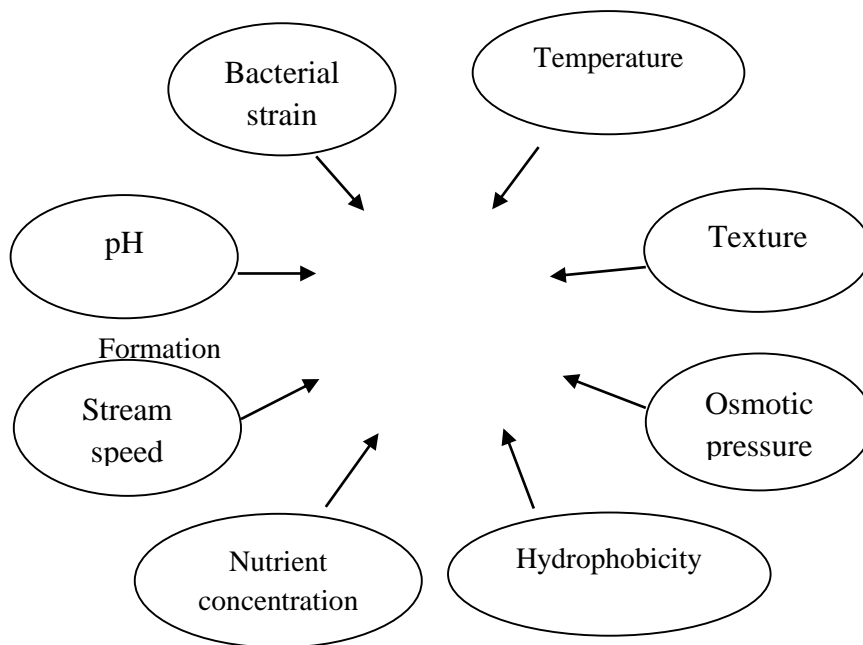 Bacterial
strain
Temperature
pH
Texture
Formation
Stream
speed
Osmotic
pressure
Nutrient
concentration
Hydrophobicity